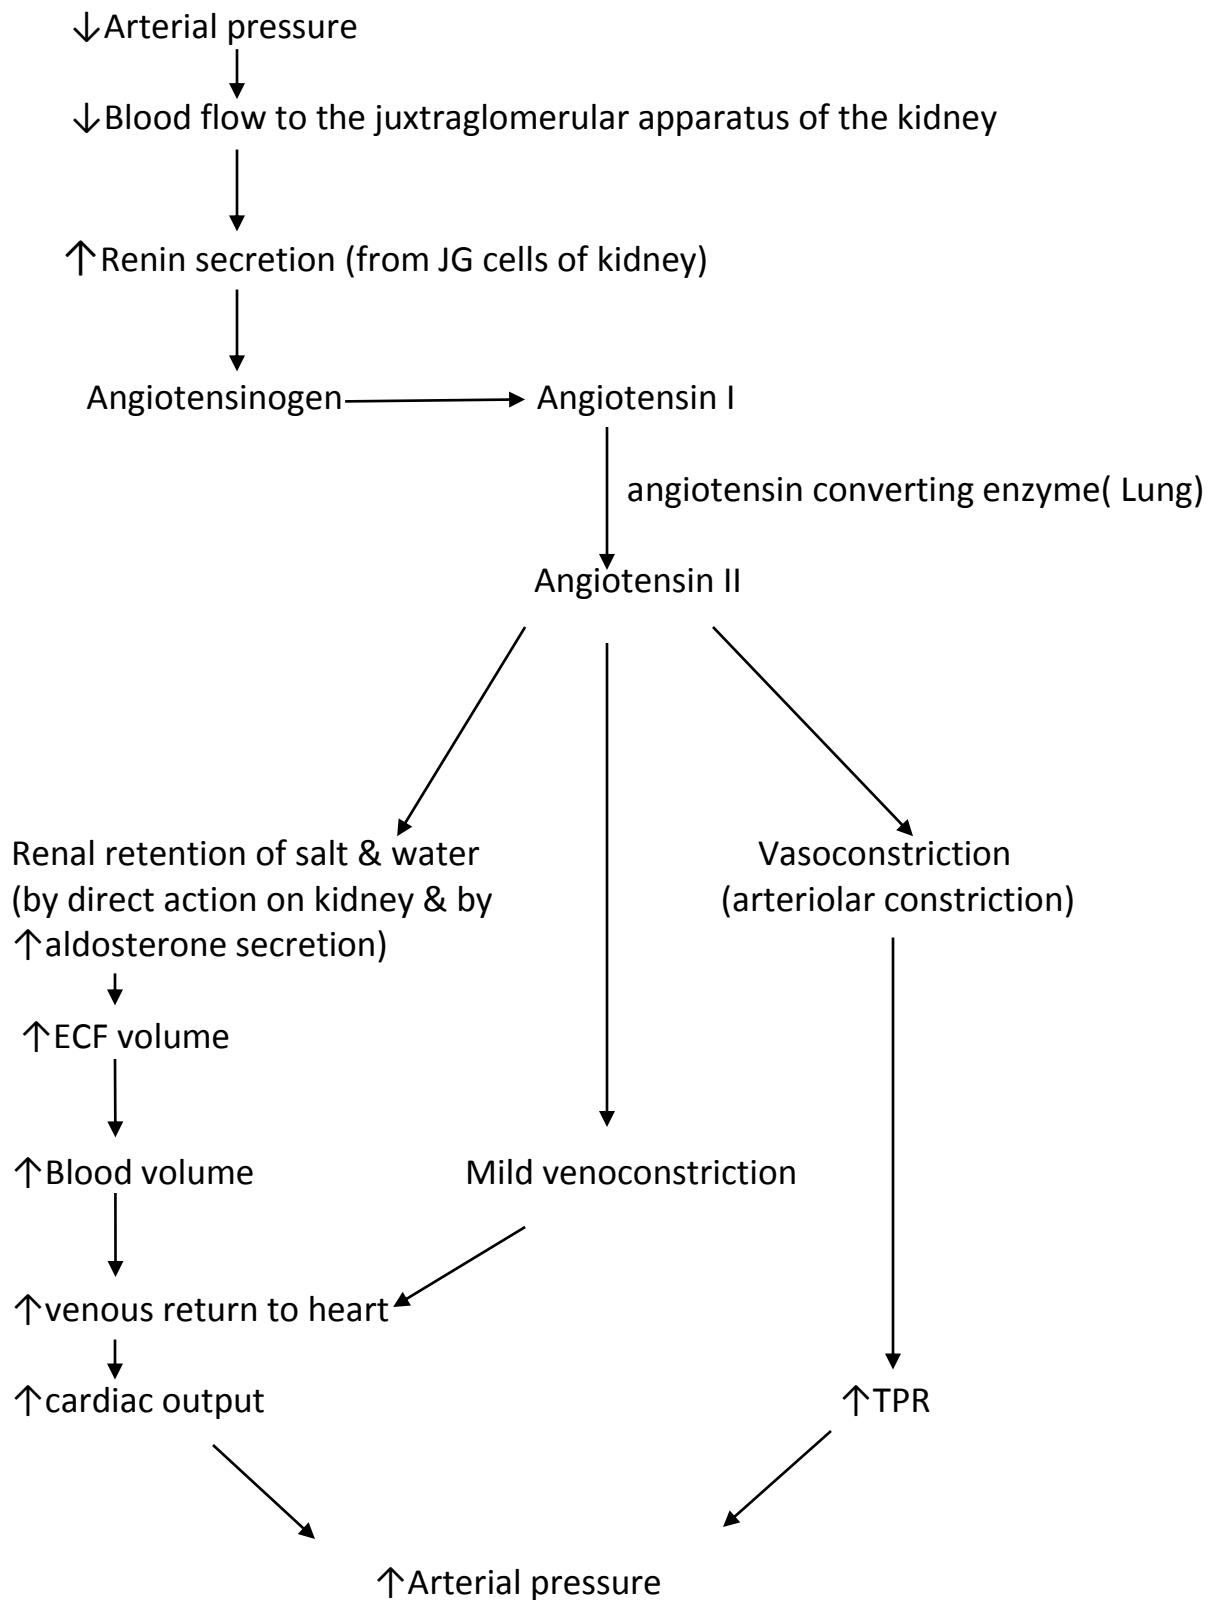 ↓Arterial pressure
↓Blood flow to the juxtraglomerular apparatus of the kidney
↑Renin secretion (from JG cells of kidney)
Angiotensinogen
Angiotensin I
angiotensin converting enzyme( Lung)
Angiotensin II
Renal retention of salt & water
(by direct action on kidney & by
↑aldosterone secretion)
Vasoconstriction
(arteriolar constriction)
↑ECF volume
↑Blood volume
Mild venoconstriction
↑venous return to heart
↑cardiac output
↑TPR
↑Arterial pressure